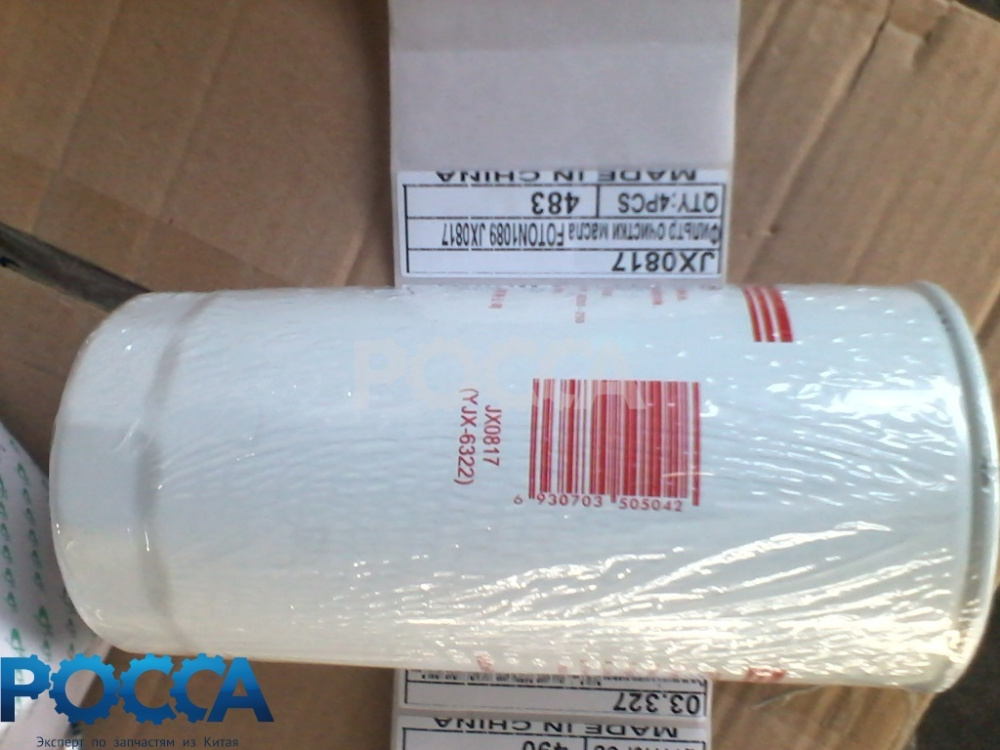 JX0817
Фильтр очистки масла FOTON1089 JX0817
QTY:4PCS 483
MADE IN CHINA
РОССА
JX0817
(YJX-6322)
6 930703 505042
03.327
MADE IN CHINA
490
РОССА
Эксперт по запчастям из Китая